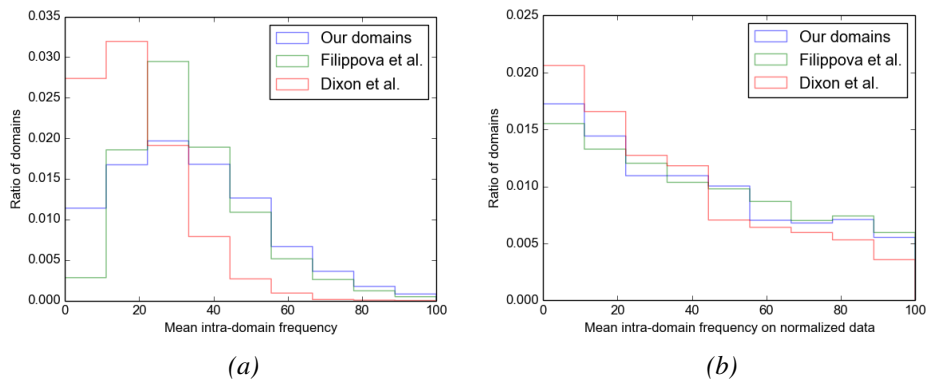 0.035
0.030
0.025
0.020
0.015
0.010
0.005
0.000
Ratio of domains
0 20 40 60 80 100
Mean intra-domain frequency
Our domains
Filippova et al.
Dixon et al.
(a)
0.025
0.020
0.015
0.010
0.005
0.000
Ratio of domains
0 20 40 60 80 100
Mean intra-domain frequency on normalized data
Our domains
Filippova et al.
Dixon et al.
(b)